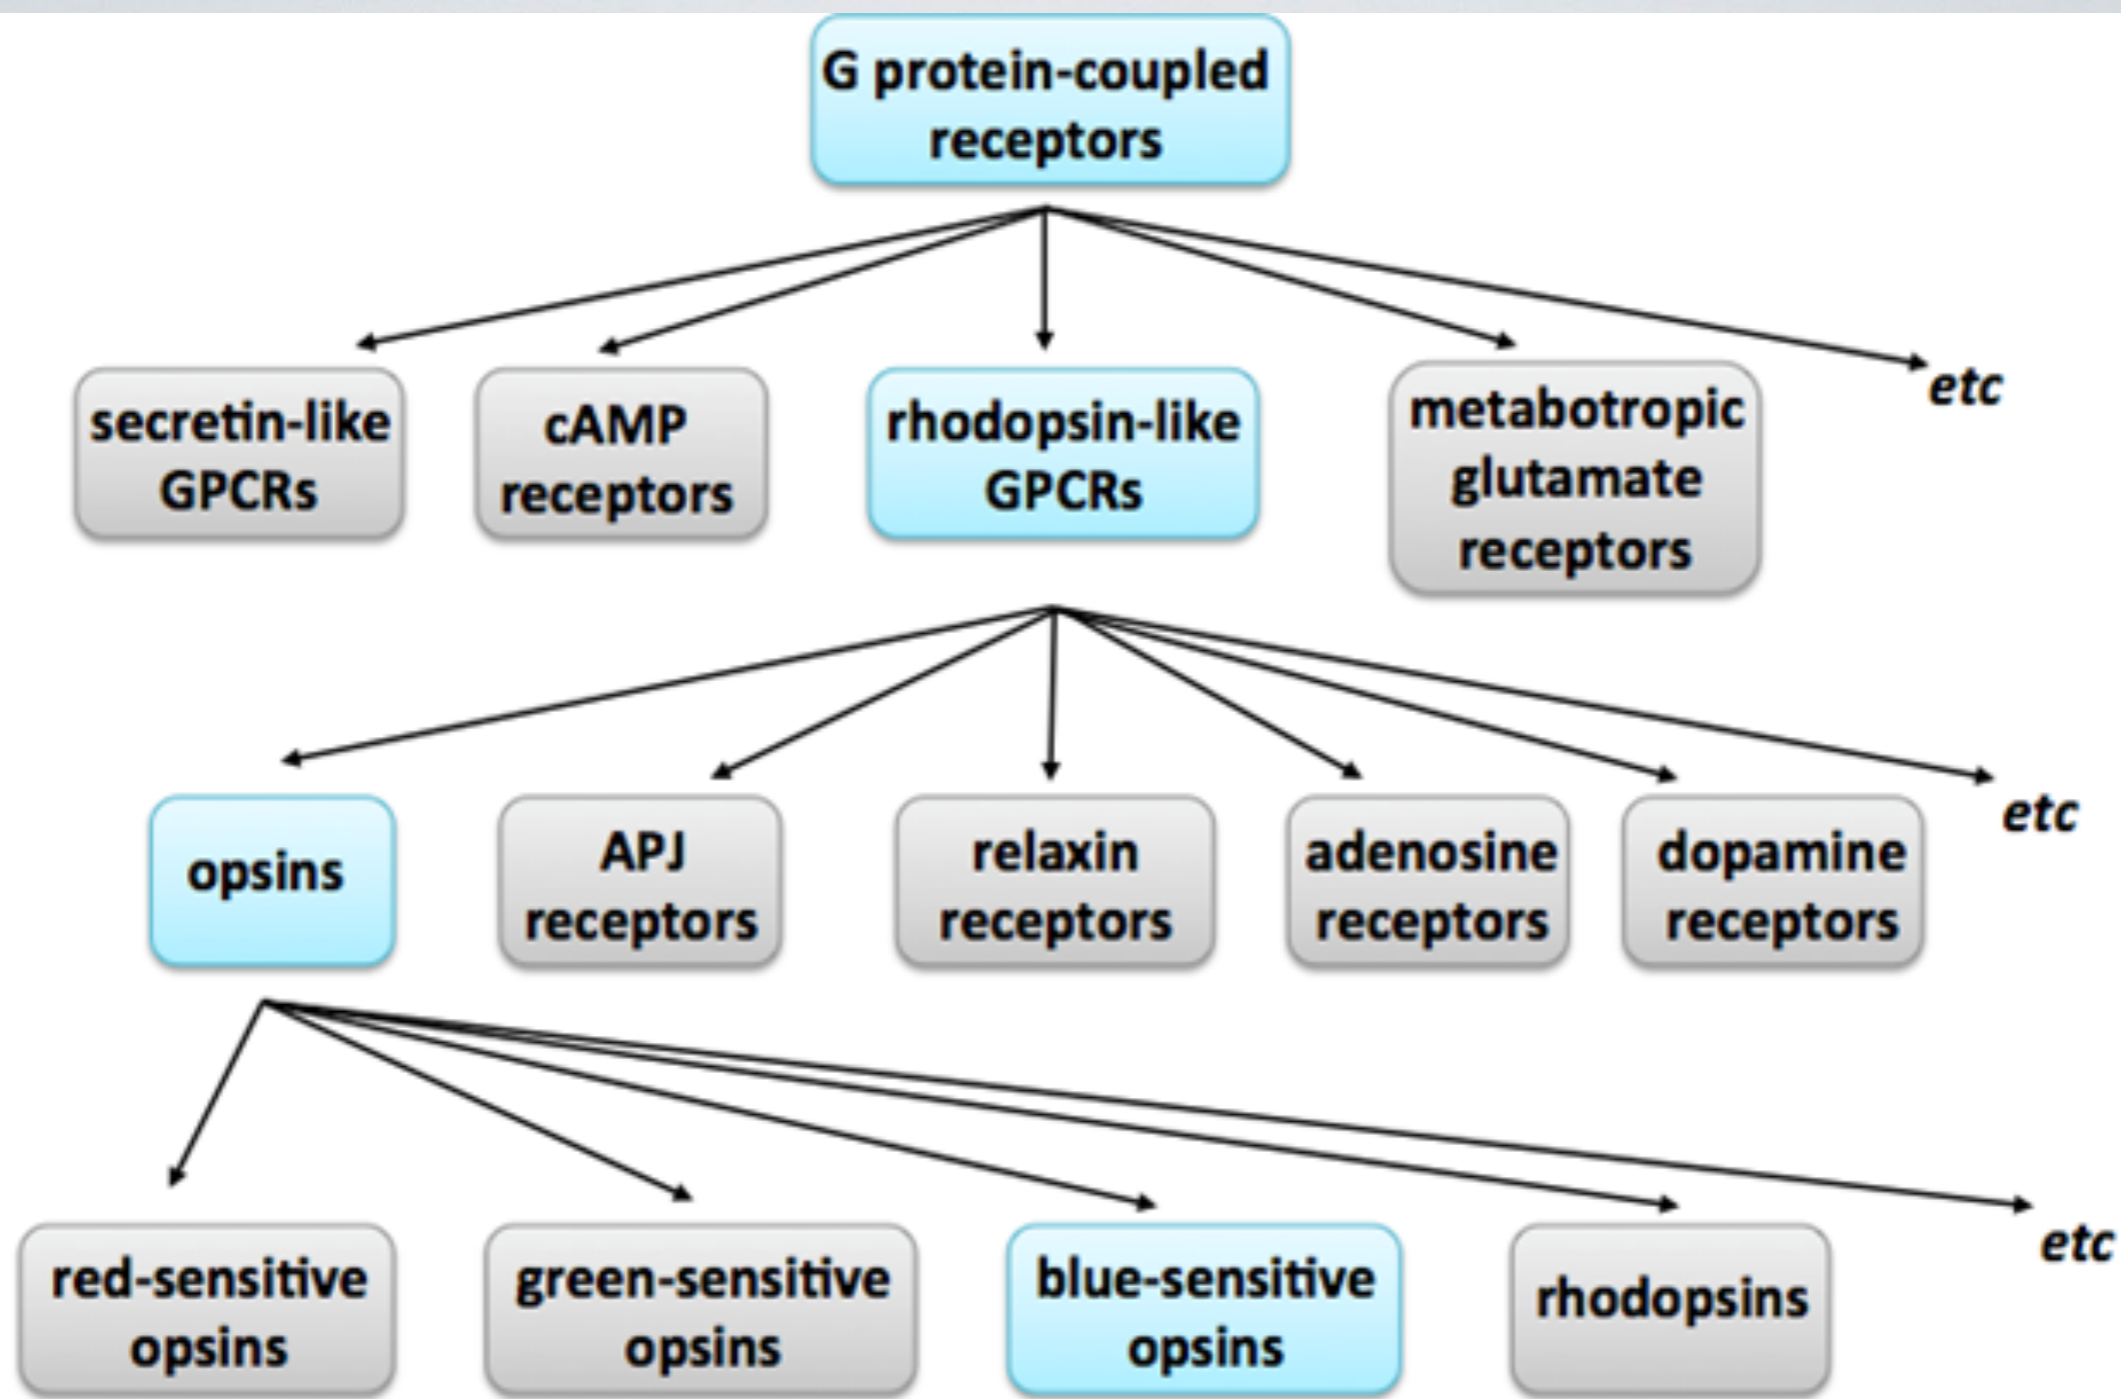 G protein-coupled
receptors
secretin-like
GPCRs
cAMP
receptors
rhodopsin-like
GPCRs
metabotropic
glutamate
receptors
etc
opsins
APJ
receptors
relaxin
receptors
adenosine
receptors
dopamine
receptors
etc
red-sensitive
opsins
green-sensitive
opsins
blue-sensitive
opsins
rhodopsins
etc